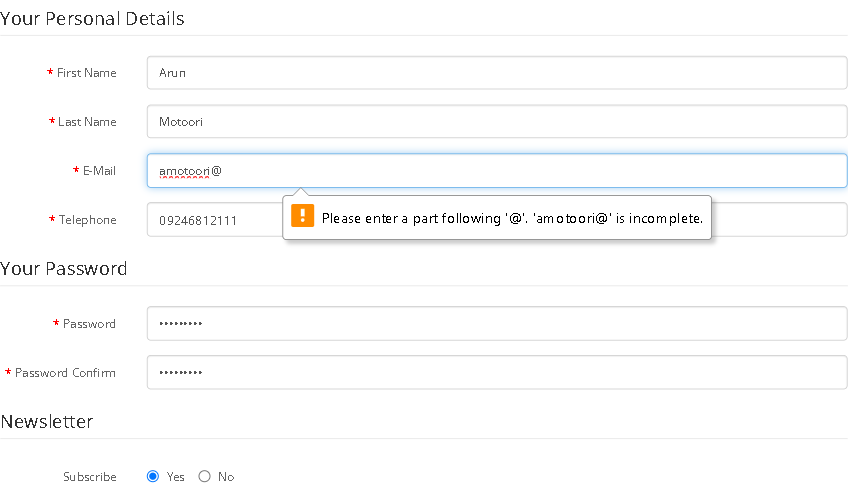 Your Personal Details
* First Name Arun
* Last Name Motoori
* E-Mail amotoori@
* Telephone 09246812111
Please enter a part following '@'. 'amotoori@' is incomplete.
Your Password
* Password •••••••••
* Password Confirm •••••••••
Newsletter
Subscribe Yes No